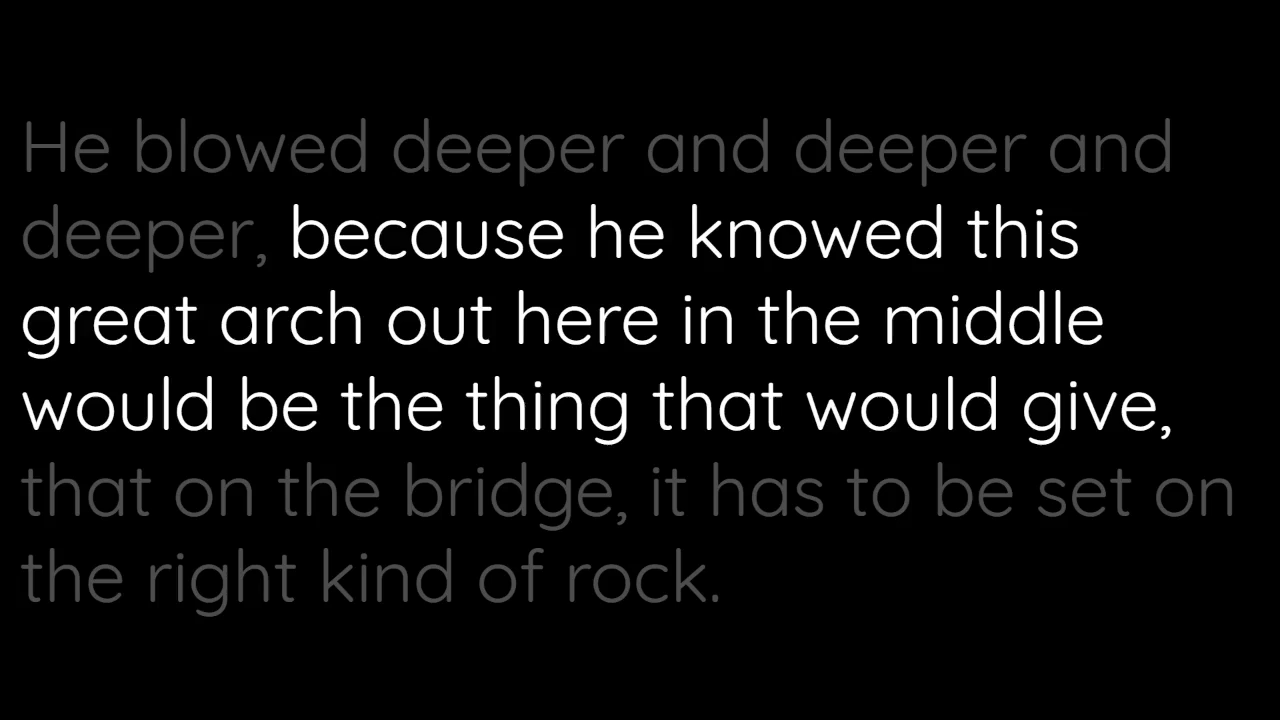 He blowed deeper and deeper and
deeper, because he knowed this
great arch out here in the middle
would be the thing that would give,
that on the bridge, it has to be set on
the right kind of rock.